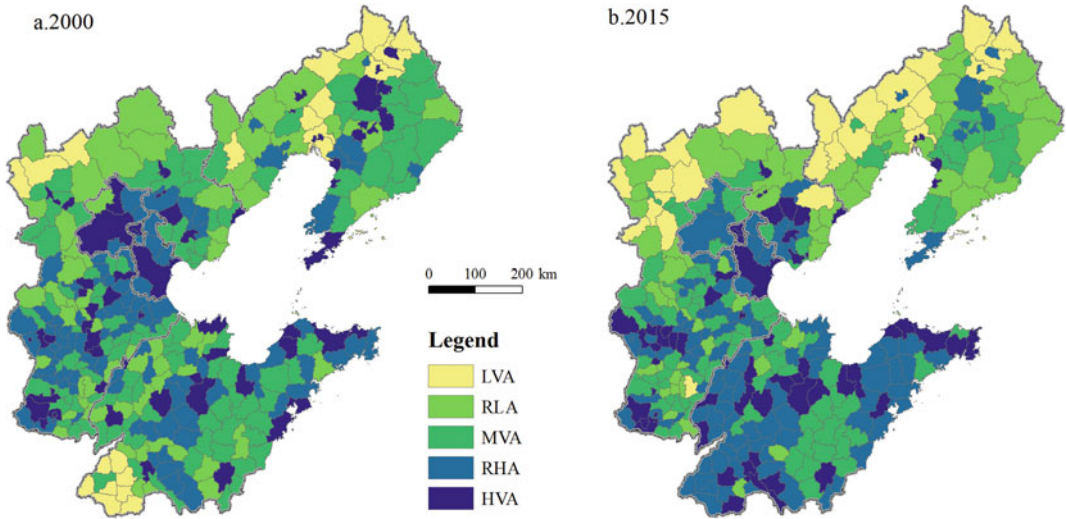 a.2000
b.2015
0 100 200 km
Legend
LVA
RLA
MVA
RHA
HVA